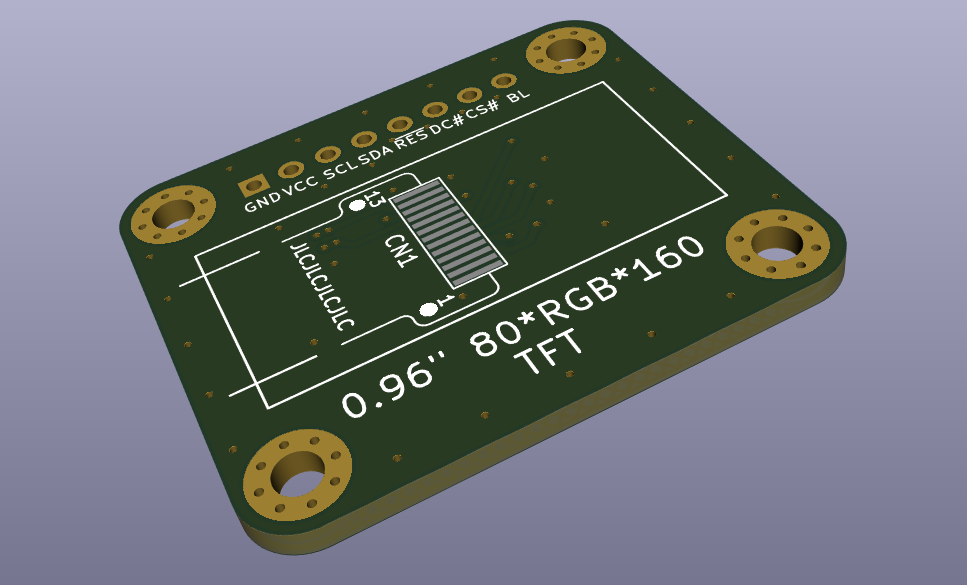 GND VCC SCL SDA RES DC# CS# BL
13
CN1
JLCJLCJLCJLC
1
0.96" 80*RGB*160
TFT